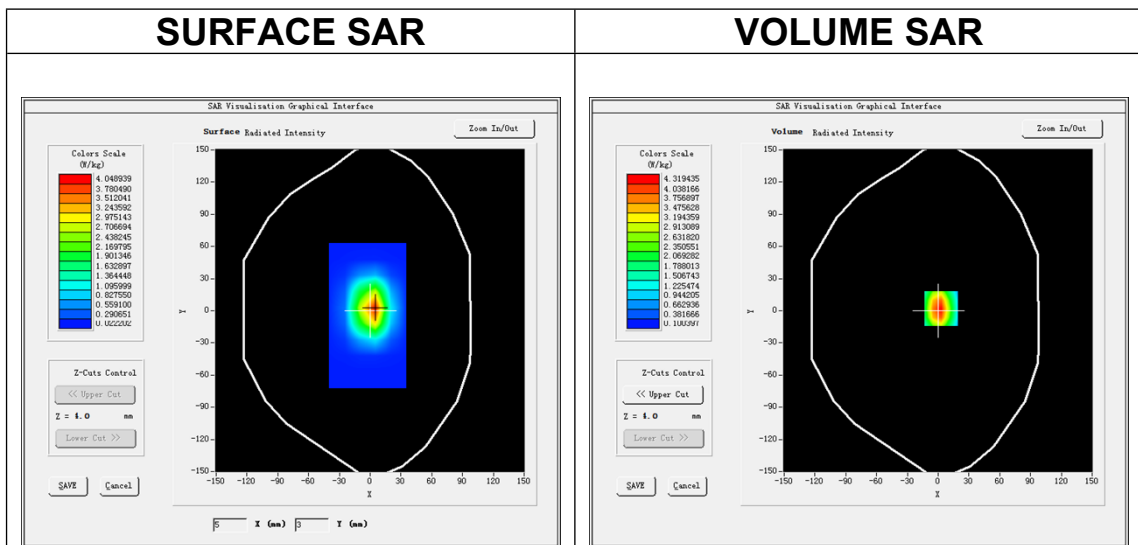 SURFACE SAR
VOLUME SAR
SAR Visualisation Graphical Interface
Surface Radiated Intensity
Zoom In/Out
Colors Scale
(W/kg)
4.048939
3.780490
3.512041
3.243592
2.975143
2.706694
2.438245
2.169795
1.901346
1.632897
1.364448
1.095999
0.827550
0.559100
0.290651
0.022202
150
120
90
60
30
0
-30
-60
-90
-120
-150
Y
-150 -120 -90 -60 -30 0 30 60 90 120 150
X
Z-Cuts Control
<< Upper Cut
Z = 4.0 mm
Lower Cut >>
SAVE Cancel
5 X (mm) 3 Y (mm)
SAR Visualisation Graphical Interface
Volume Radiated Intensity
Zoom In/Out
Colors Scale
(W/kg)
4.319435
4.038166
3.756897
3.475628
3.194359
2.913089
2.631820
2.350551
2.069282
1.788013
1.506743
1.225474
0.944205
0.662936
0.381666
0.100397
150
120
90
60
30
0
-30
-60
-90
-120
-150
Y
-150 -120 -90 -60 -30 0 30 60 90 120 150
X
Z-Cuts Control
<< Upper Cut
Z = 4.0 mm
Lower Cut >>
SAVE Cancel